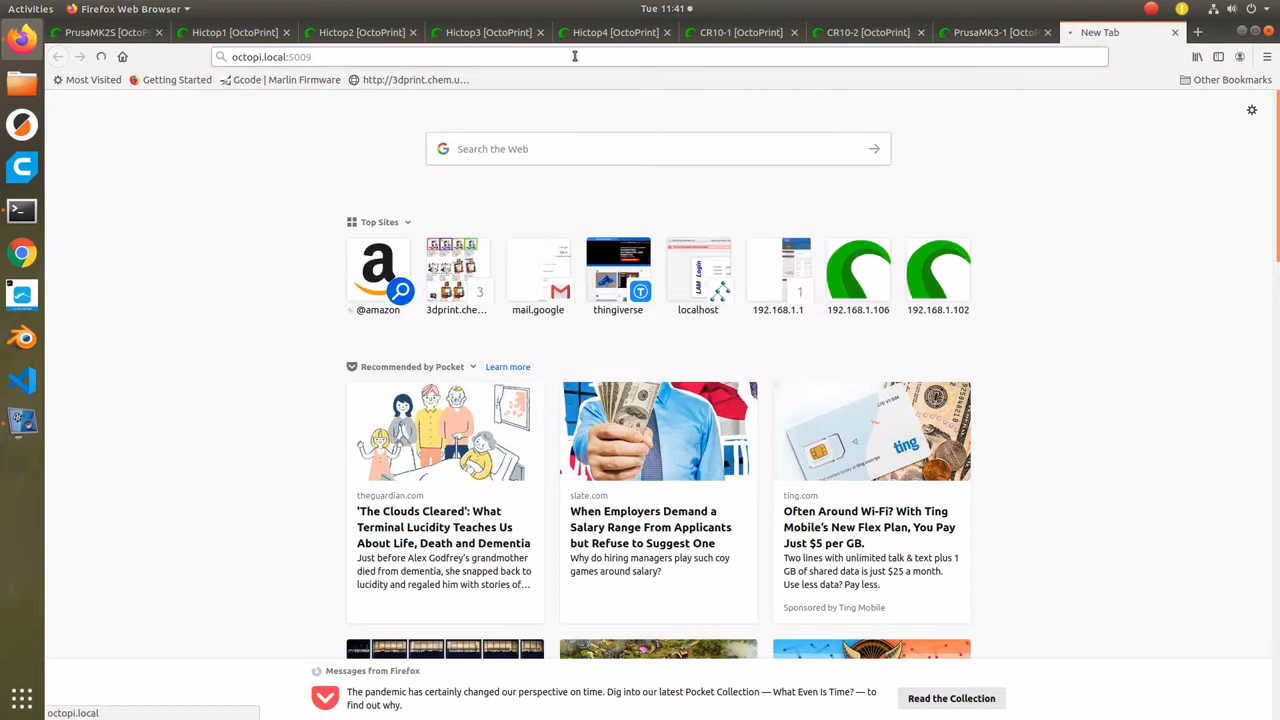 Activities
Firefox Web Browser
Tue 11:41
PrusaMK2S [OctoPr
Hictop1 [OctoPrint]
Hictop2 [OctoPrint]
Hictop3 [OctoPrint]
Hictop4 [OctoPrint]
CR10-1 [OctoPrint]
CR10-2 [OctoPrint]
PrusaMK3-1 [OctoPr
New Tab
octopi.local:5009
Most Visited
Getting Started
Gcode | Marlin Firmware
http://3dprint.chem.u...
Other Bookmarks
Search the Web
Top Sites
3
1
@amazon
3dprint.che...
mail.google
thingiverse
localhost
192.168.1.1
192.168.1.106
192.168.1.102
Recommended by Pocket
Learn more
theguardian.com
'The Clouds Cleared': What
Terminal Lucidity Teaches Us
About Life, Death and Dementia
Just before Alex Godfrey's grandmother
died from dementia, she snapped back to
lucidity and regaled him with stories of...
slate.com
When Employers Demand a
Salary Range From Applicants
but Refuse to Suggest One
Why do hiring managers play such coy
games around salary?
ting
ting.com
Often Around Wi-Fi? With Ting
Mobile's New Flex Plan, You Pay
Just $5 per GB.
Two lines with unlimited talk & text plus 1
GB of shared data is just $25 a month.
Use less data? Pay less.
Sponsored by Ting Mobile
Messages from Firefox
The pandemic has certainly changed our perspective on time. Dig into our latest Pocket Collection — What Even Is Time? — to
find out why.
Read the Collection
octopi.local